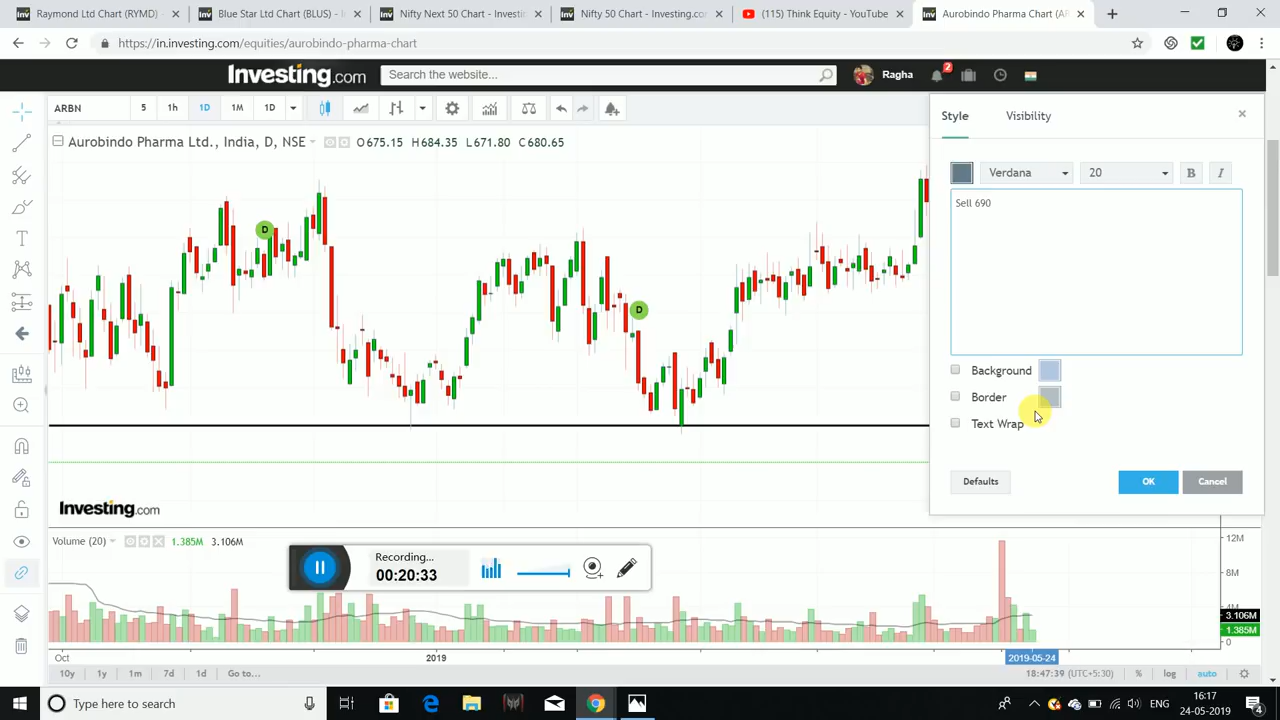 Raymond Ltd Chart (RYMD)
Blue Star Ltd Chart (BLUS) - I
Nifty Next 50 Chart - Investin
Nifty 50 Chart - Investing.com
(115) Think Equity - YouTube
Aurobindo Pharma Chart (AR
https://in.investing.com/equities/aurobindo-pharma-chart
Investing.com
Search the website...
Ragha
2
ARBN
5
1h
1D
1M
1D
Aurobindo Pharma Ltd., India, D, NSE
O675.15 H684.35 L671.80 C680.65
D
D
Style
Visibility
Verdana
20
B
I
Sell 690
Background
Border
Text Wrap
Defaults
OK
Cancel
Investing.com
Volume (20)
1.385M
3.106M
Recording...
00:20:33
12M
8M
4M
3.106M
1.385M
0
Oct
2019
2019-05-24
10y
1y
1m
7d
1d
Go to...
18:47:39 (UTC+5:30)
%
log
auto
Type here to search
ENG
16:17
24-05-2019
4